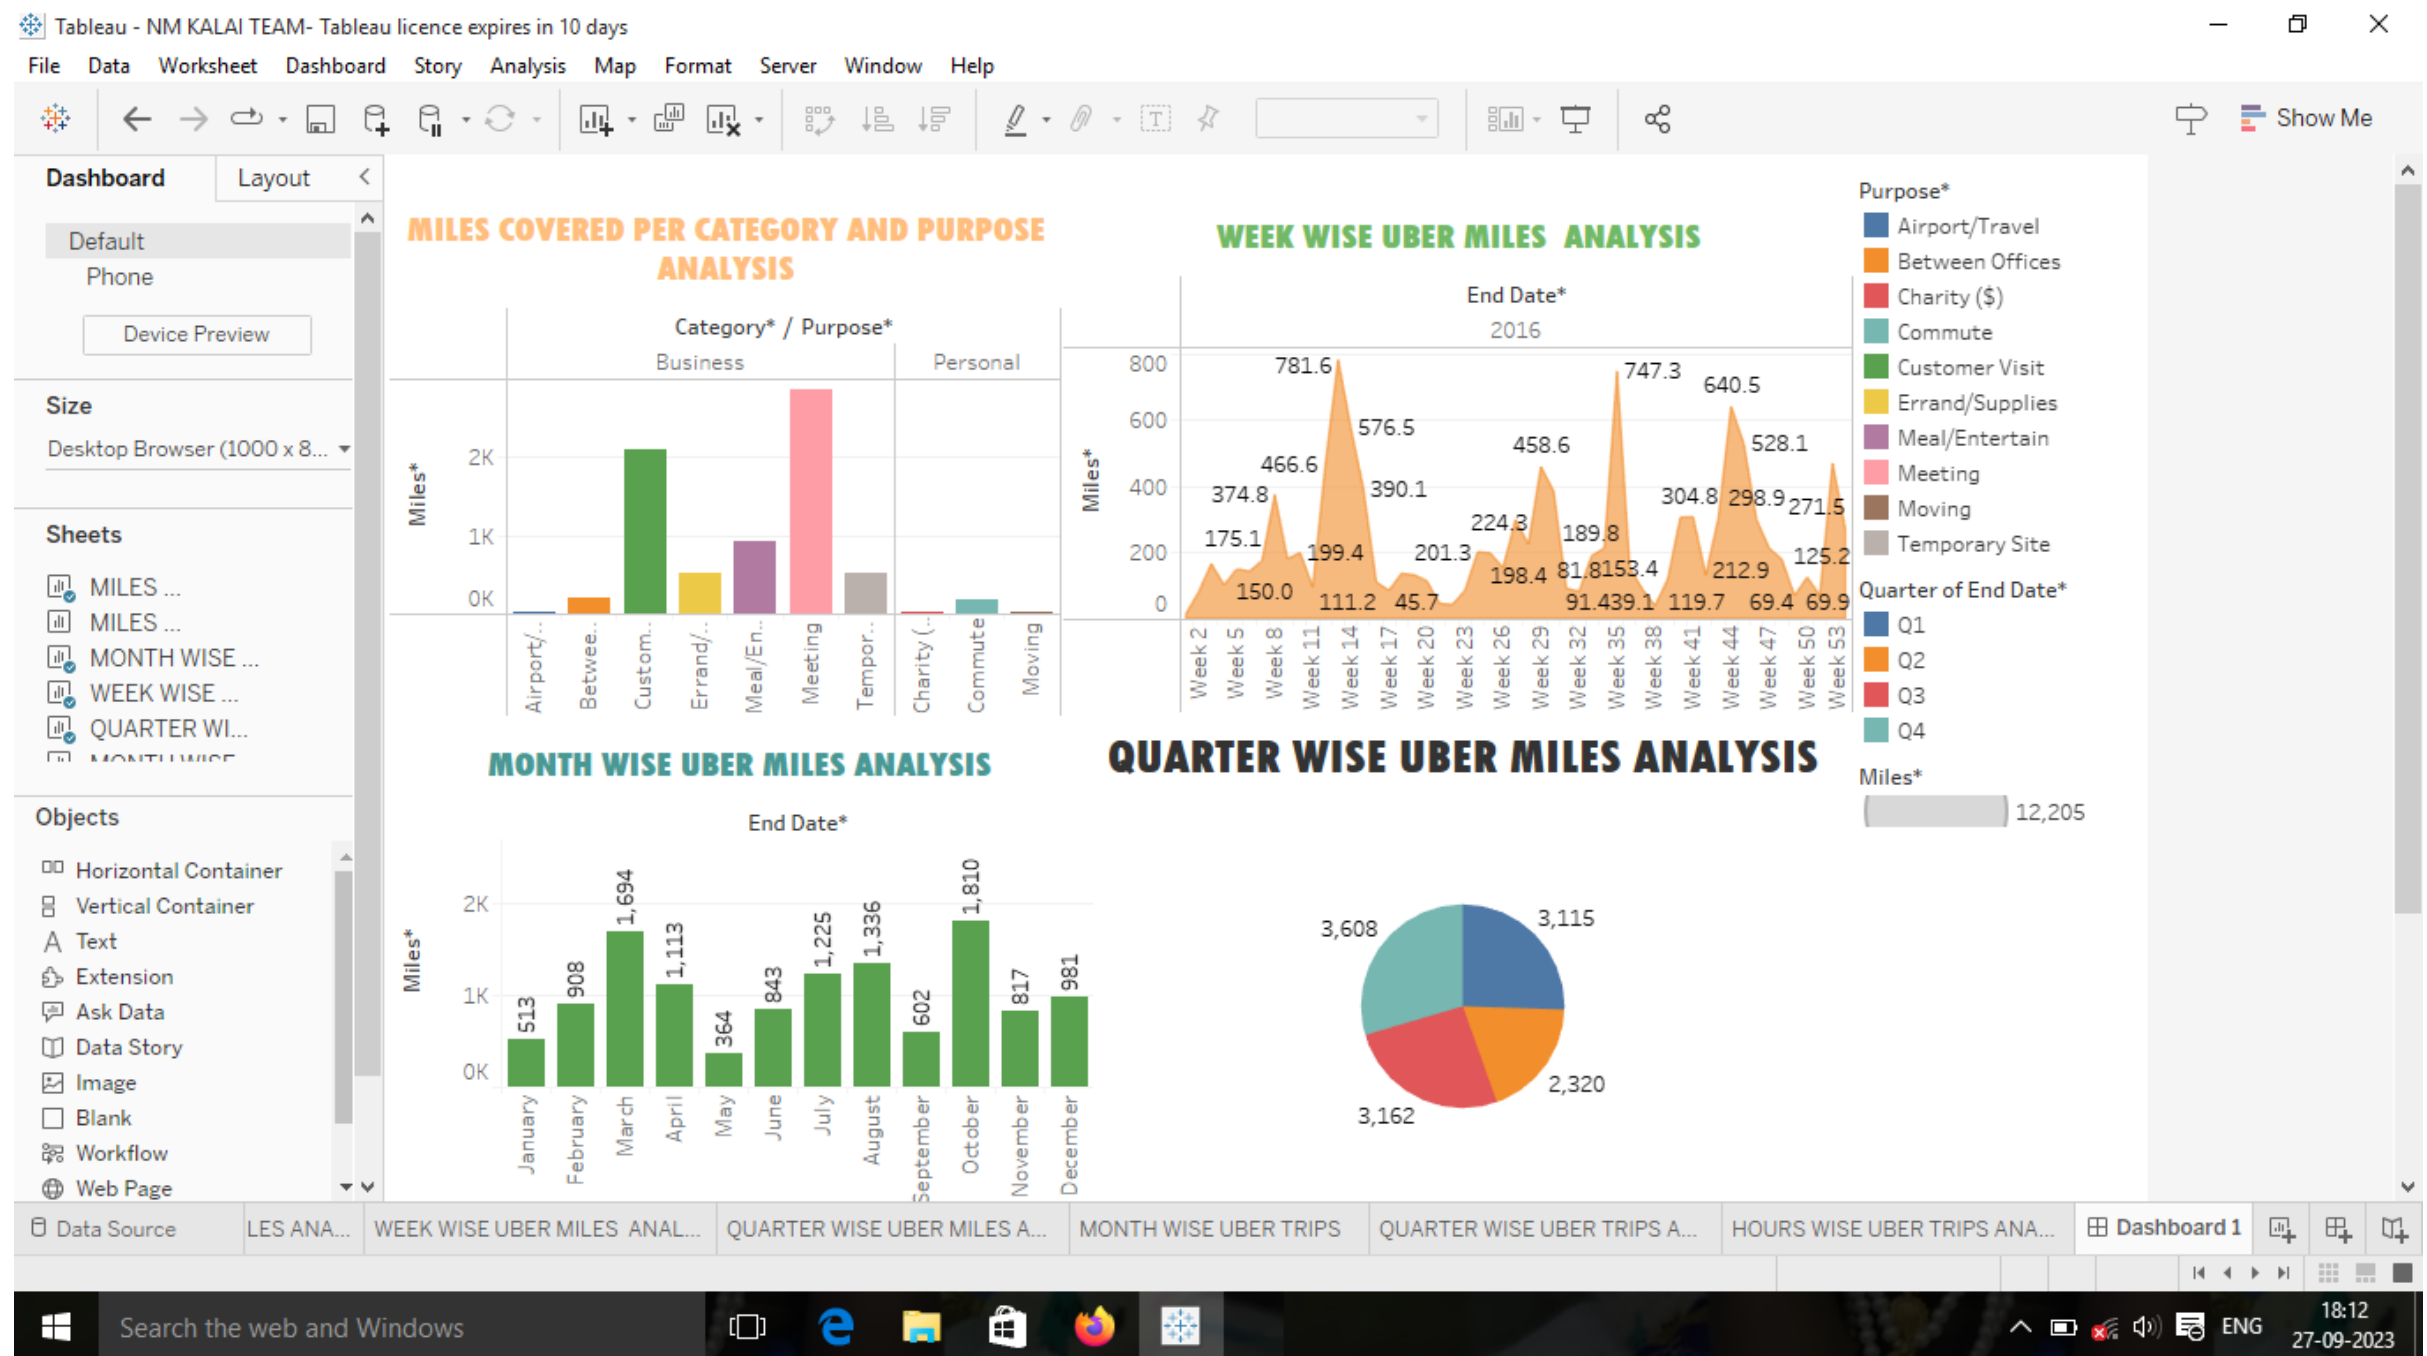 Tableau - NM KALAI TEAM- Tableau licence expires in 10 days
File Data Worksheet Dashboard Story Analysis Map Format Server Window Help
Show Me
Dashboard Layout
Default
Phone
Device Preview
Size
Desktop Browser (1000 x 8...
Sheets
MILES ...
MILES ...
MONTH WISE ...
WEEK WISE ...
QUARTER WI...
MONTH WISE
Objects
Horizontal Container
Vertical Container
Text
Extension
Ask Data
Data Story
Image
Blank
Workflow
Web Page
MILES COVERED PER CATEGORY AND PURPOSE
ANALYSIS
Category* / Purpose*
Business Personal
Miles*
2K
1K
0K
Airport/..
Betwee..
Custom..
Errand/..
Meal/En..
Meeting
Tempor..
Charity (..
Commute
Moving
WEEK WISE UBER MILES ANALYSIS
End Date*
2016
Miles*
800
600
400
200
0
781.6
747.3
640.5
576.5
458.6
528.1
466.6
374.8
390.1
304.8
298.9
271.5
224.3
189.8
175.1
199.4
201.3
125.2
198.4
81.8
153.4
212.9
150.0
111.2
45.7
91.4
39.1
119.7
69.4
69.9
Week 2
Week 5
Week 8
Week 11
Week 14
Week 17
Week 20
Week 23
Week 26
Week 29
Week 32
Week 35
Week 38
Week 41
Week 44
Week 47
Week 50
Week 53
Purpose*
Airport/Travel
Between Offices
Charity ($)
Commute
Customer Visit
Errand/Supplies
Meal/Entertain
Meeting
Moving
Temporary Site
Quarter of End Date*
Q1
Q2
Q3
Q4
Miles*
12,205
MONTH WISE UBER MILES ANALYSIS
End Date*
Miles*
2K
1K
0K
513
908
1,694
1,113
364
843
1,225
1,336
602
1,810
817
981
January
February
March
April
May
June
July
August
September
October
November
December
QUARTER WISE UBER MILES ANALYSIS
3,608
3,115
2,320
3,162
Data Source LES ANA... WEEK WISE UBER MILES ANAL... QUARTER WISE UBER MILES A... MONTH WISE UBER TRIPS QUARTER WISE UBER TRIPS A... HOURS WISE UBER TRIPS ANA... Dashboard 1
Search the web and Windows
ENG
18:12
27-09-2023